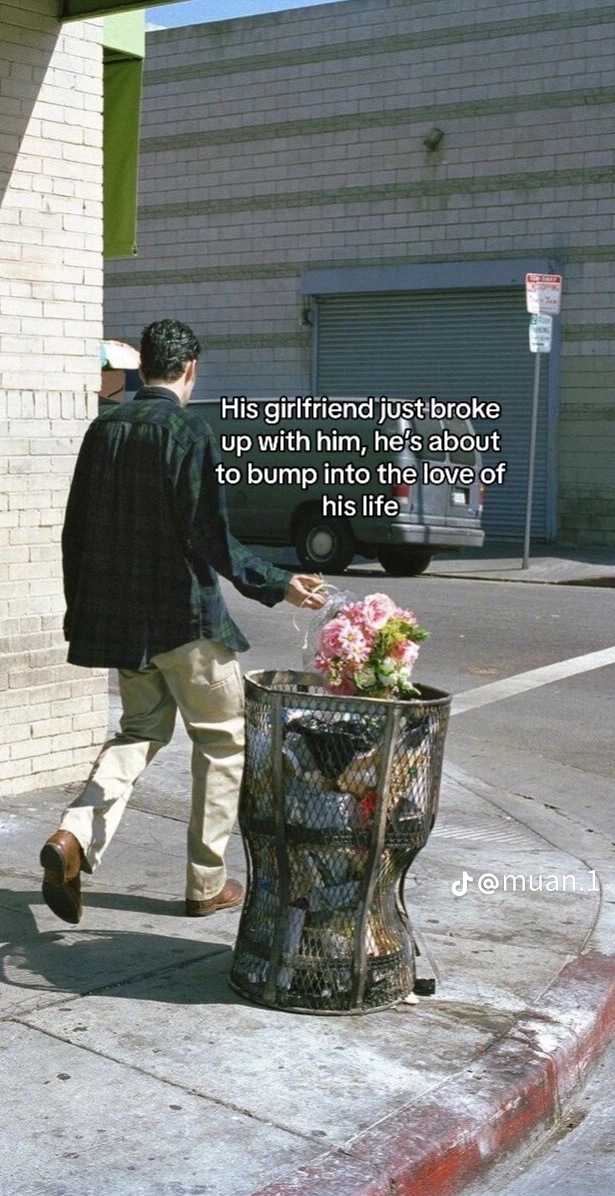 His girlfriend just broke
up with him, he's about
to bump into the love of
his life
@muan.1